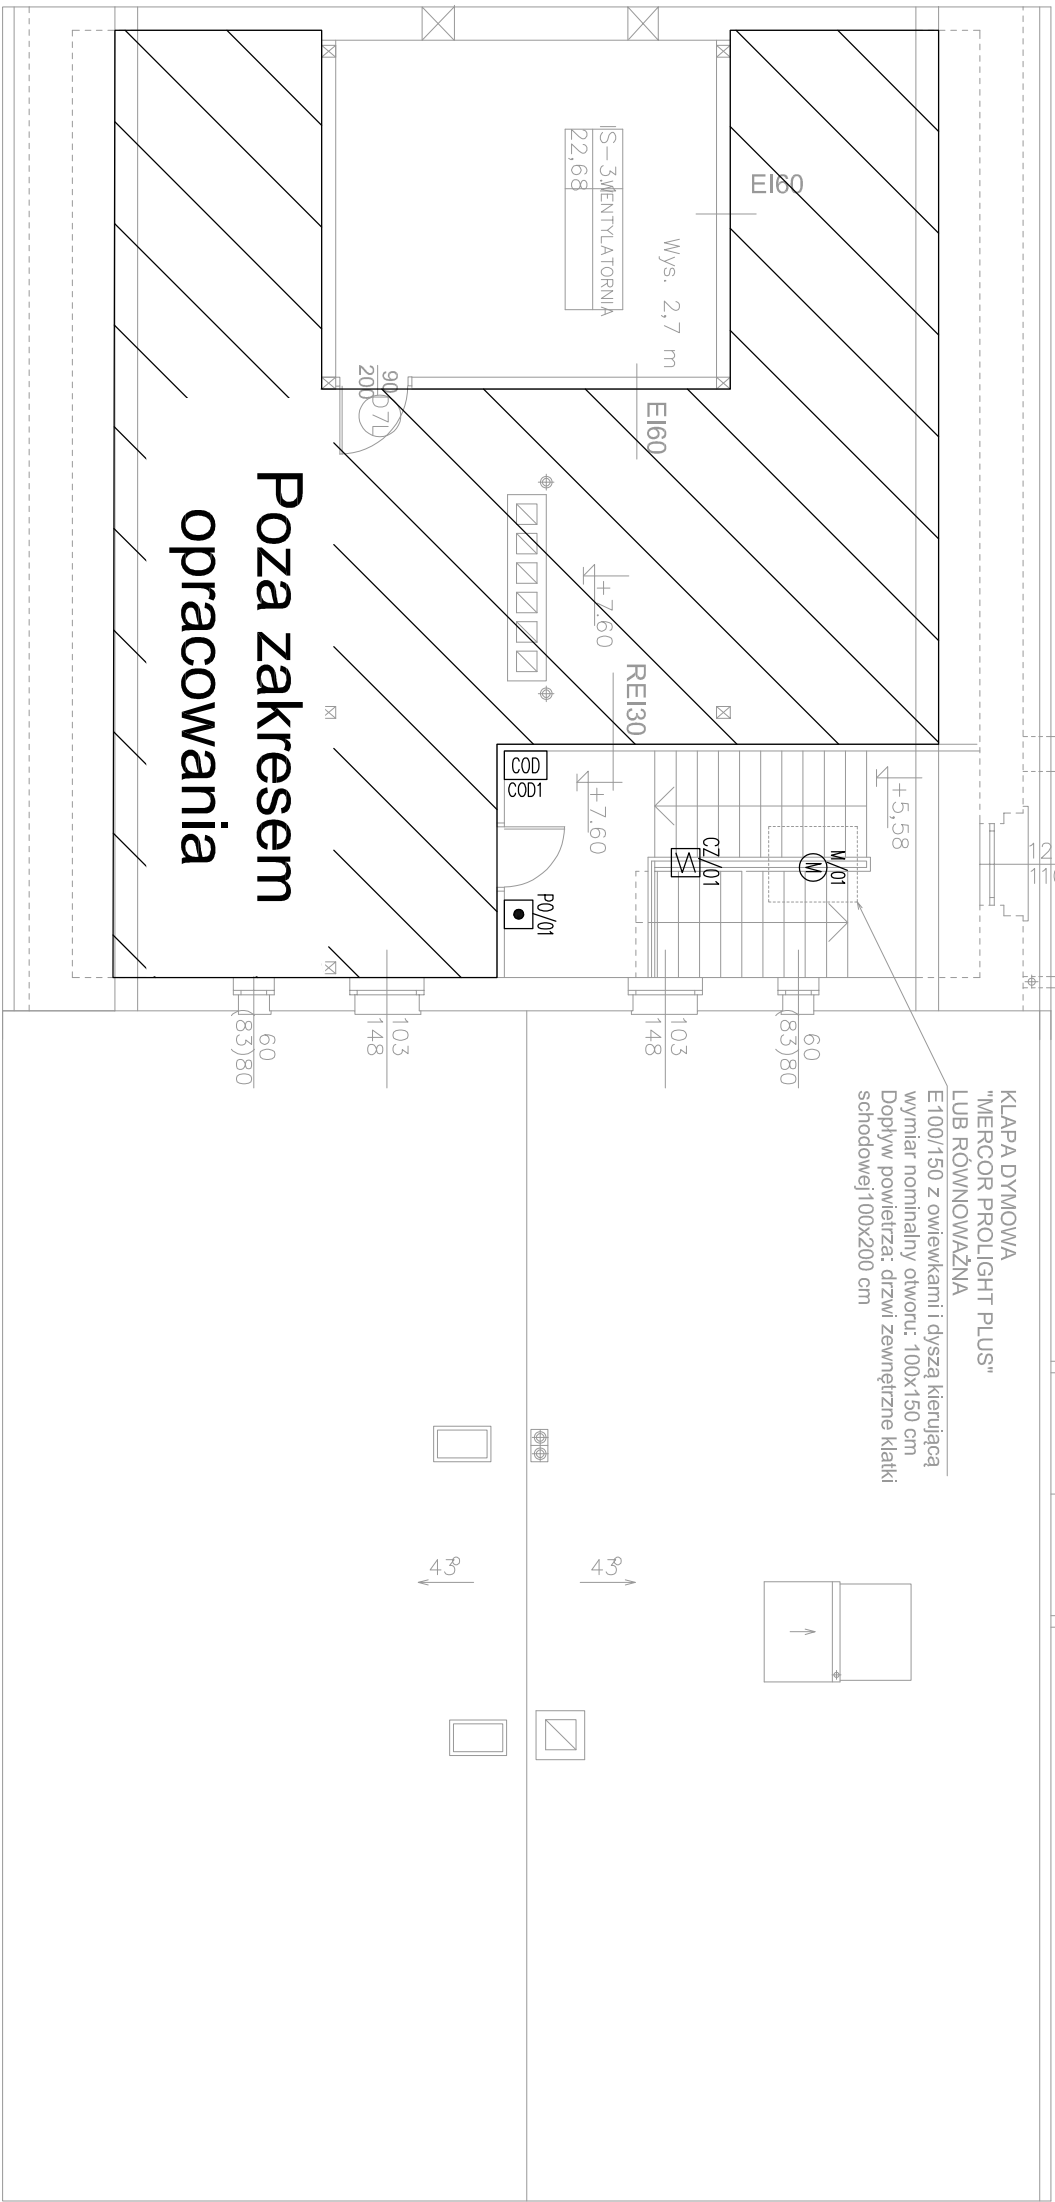 KLAPA DYMOWA
"MERCOR PROLIGHT PLUS"
LUB RÓWNOWAŻNA
E100/150 z owiewkami i dyszą kierującą
wymiar nominalny otworu: 100x150 cm
Dopływ powietrza: drzwi zewnętrzne klatki
schodowej100x200 cm
12
110
+5,58
M/01
M
EI60
CZ/01
60
(83)80
Wys. 2,7 m
EI60
REI30
103
148
IS-3.WENTYLATORNIA
22,68
+7.60
+7.60
COD
COD1
PO/01
43°
43°
90
200
D7L
103
148
60
(83)80
Poza zakresem
opracowania